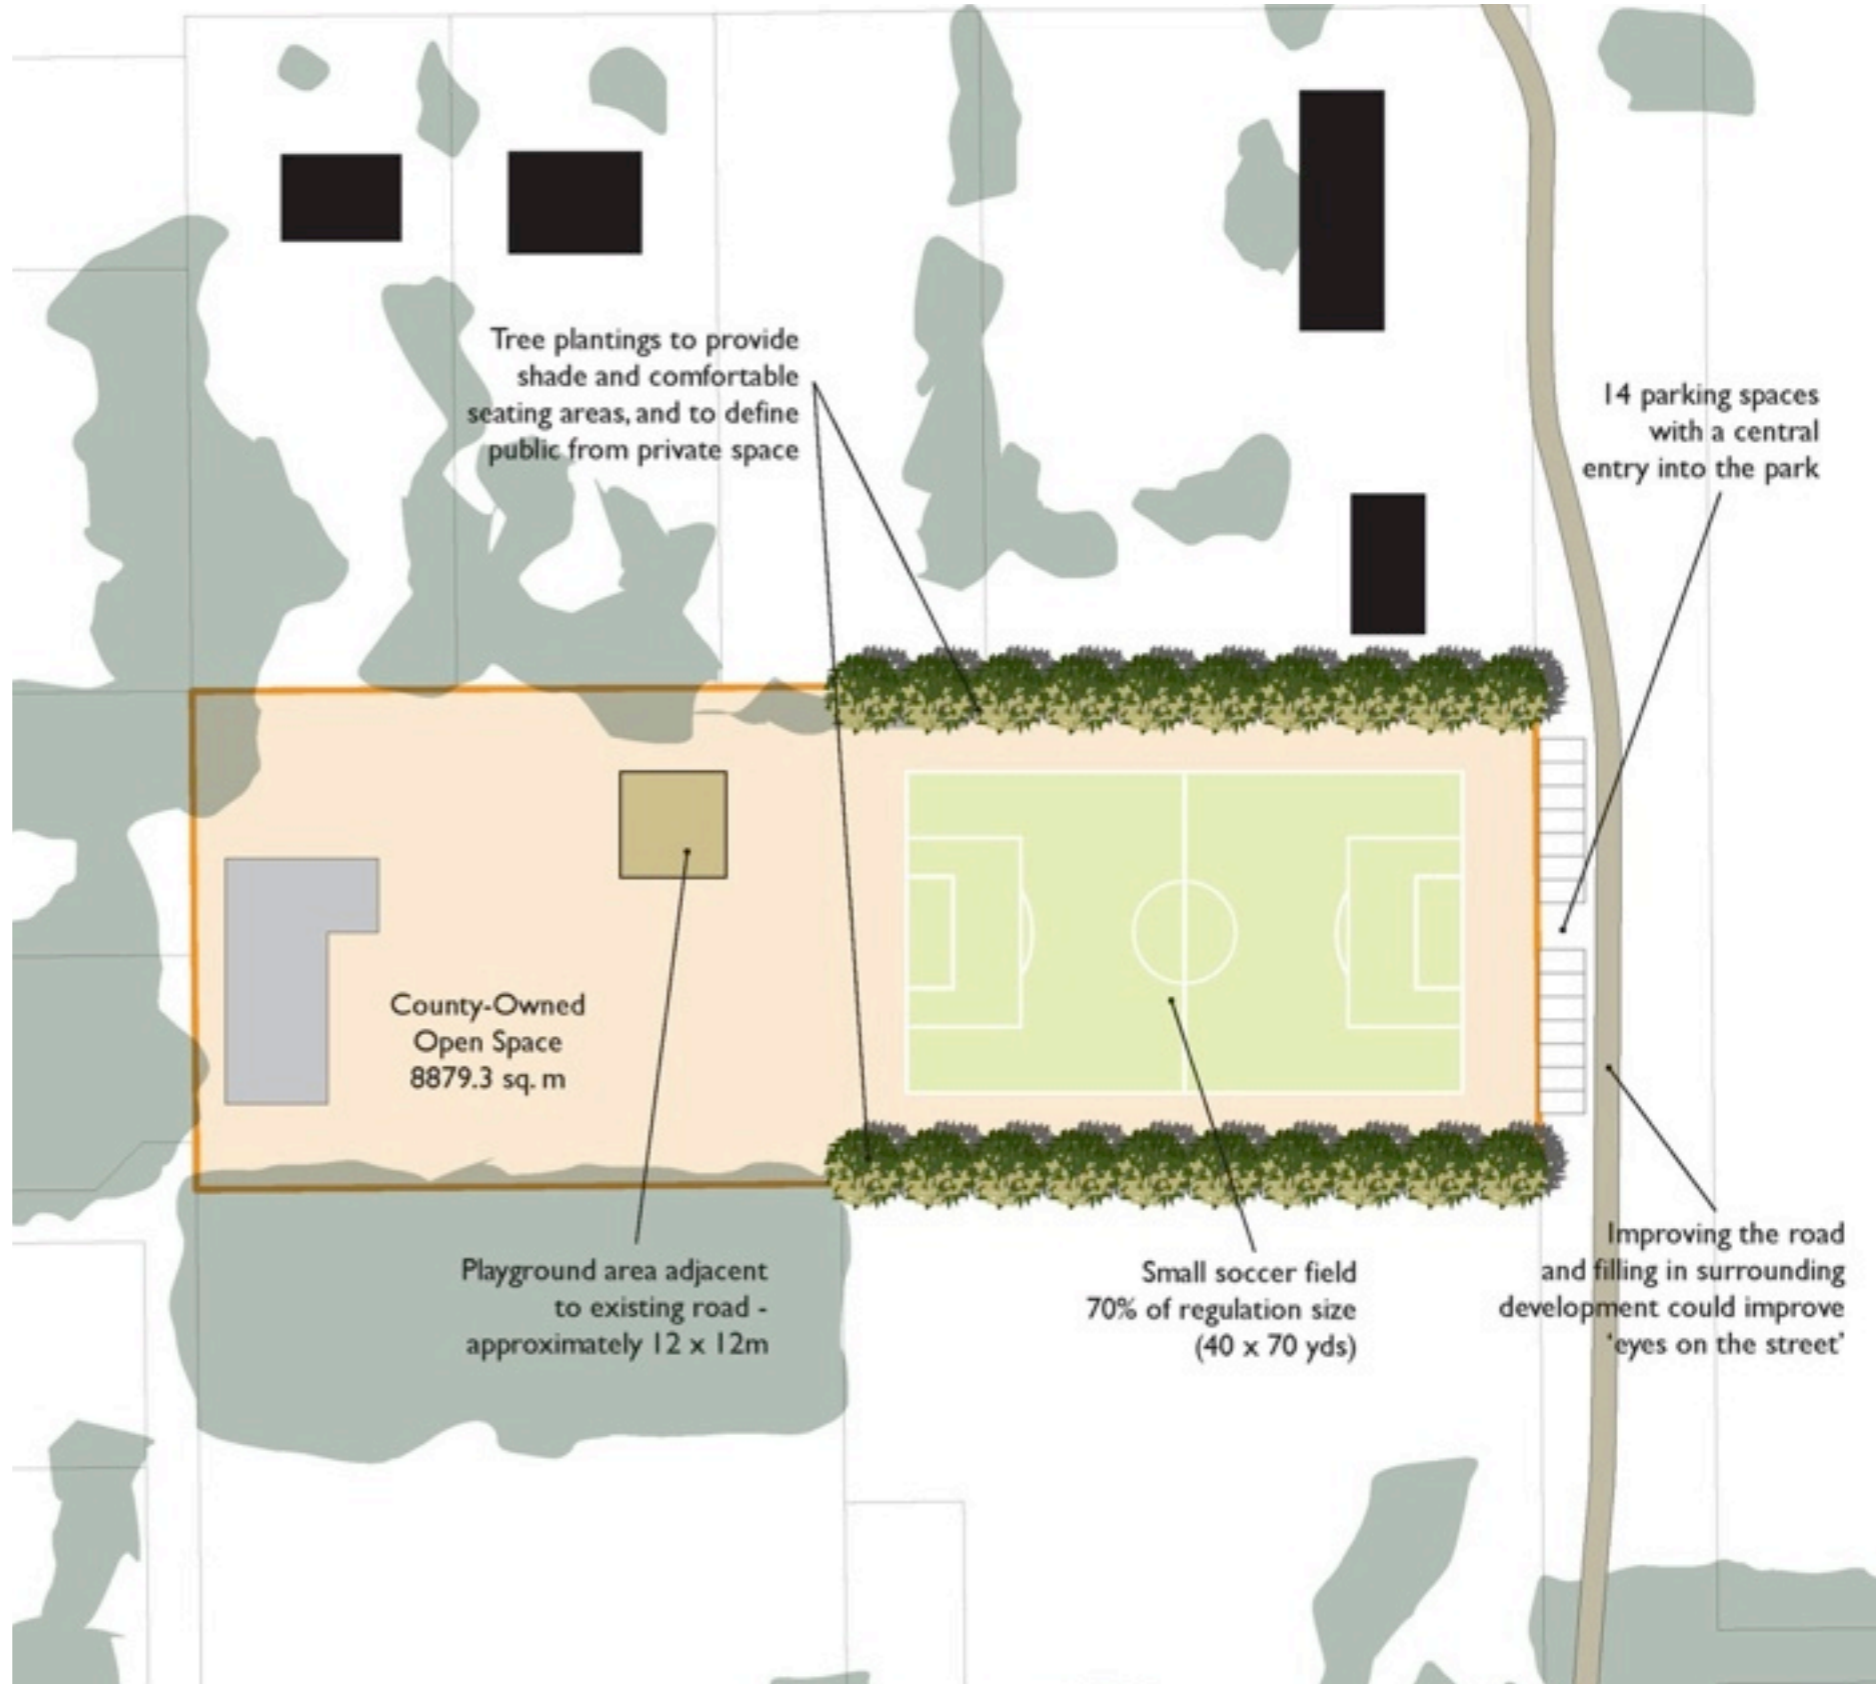 Tree plantings to provide
shade and comfortable
seating areas, and to define
public from private space
14 parking spaces
with a central
entry into the park
County-Owned
Open Space
8879.3 sq. m
Playground area adjacent
to existing road -
approximately 12 x 12m
Small soccer field
70% of regulation size
(40 x 70 yds)
Improving the road
and filling in surrounding
development could improve
‘eyes on the street’